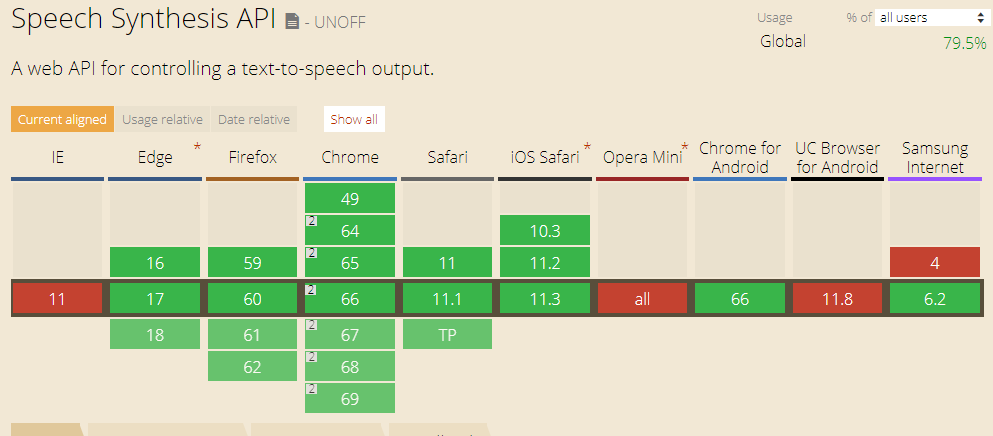 Speech Synthesis API - UNOFF
Usage % of all users
Global 79.5%
A web API for controlling a text-to-speech output.
Current aligned Usage relative Date relative Show all
IE Edge * Firefox Chrome Safari iOS Safari * Opera Mini * Chrome for Android UC Browser for Android Samsung Internet
49
2 64 10.3
16 59 2 65 11 11.2 4
11 17 60 2 66 11.1 11.3 all 66 11.8 6.2
18 61 2 67 TP
62 2 68
2 69